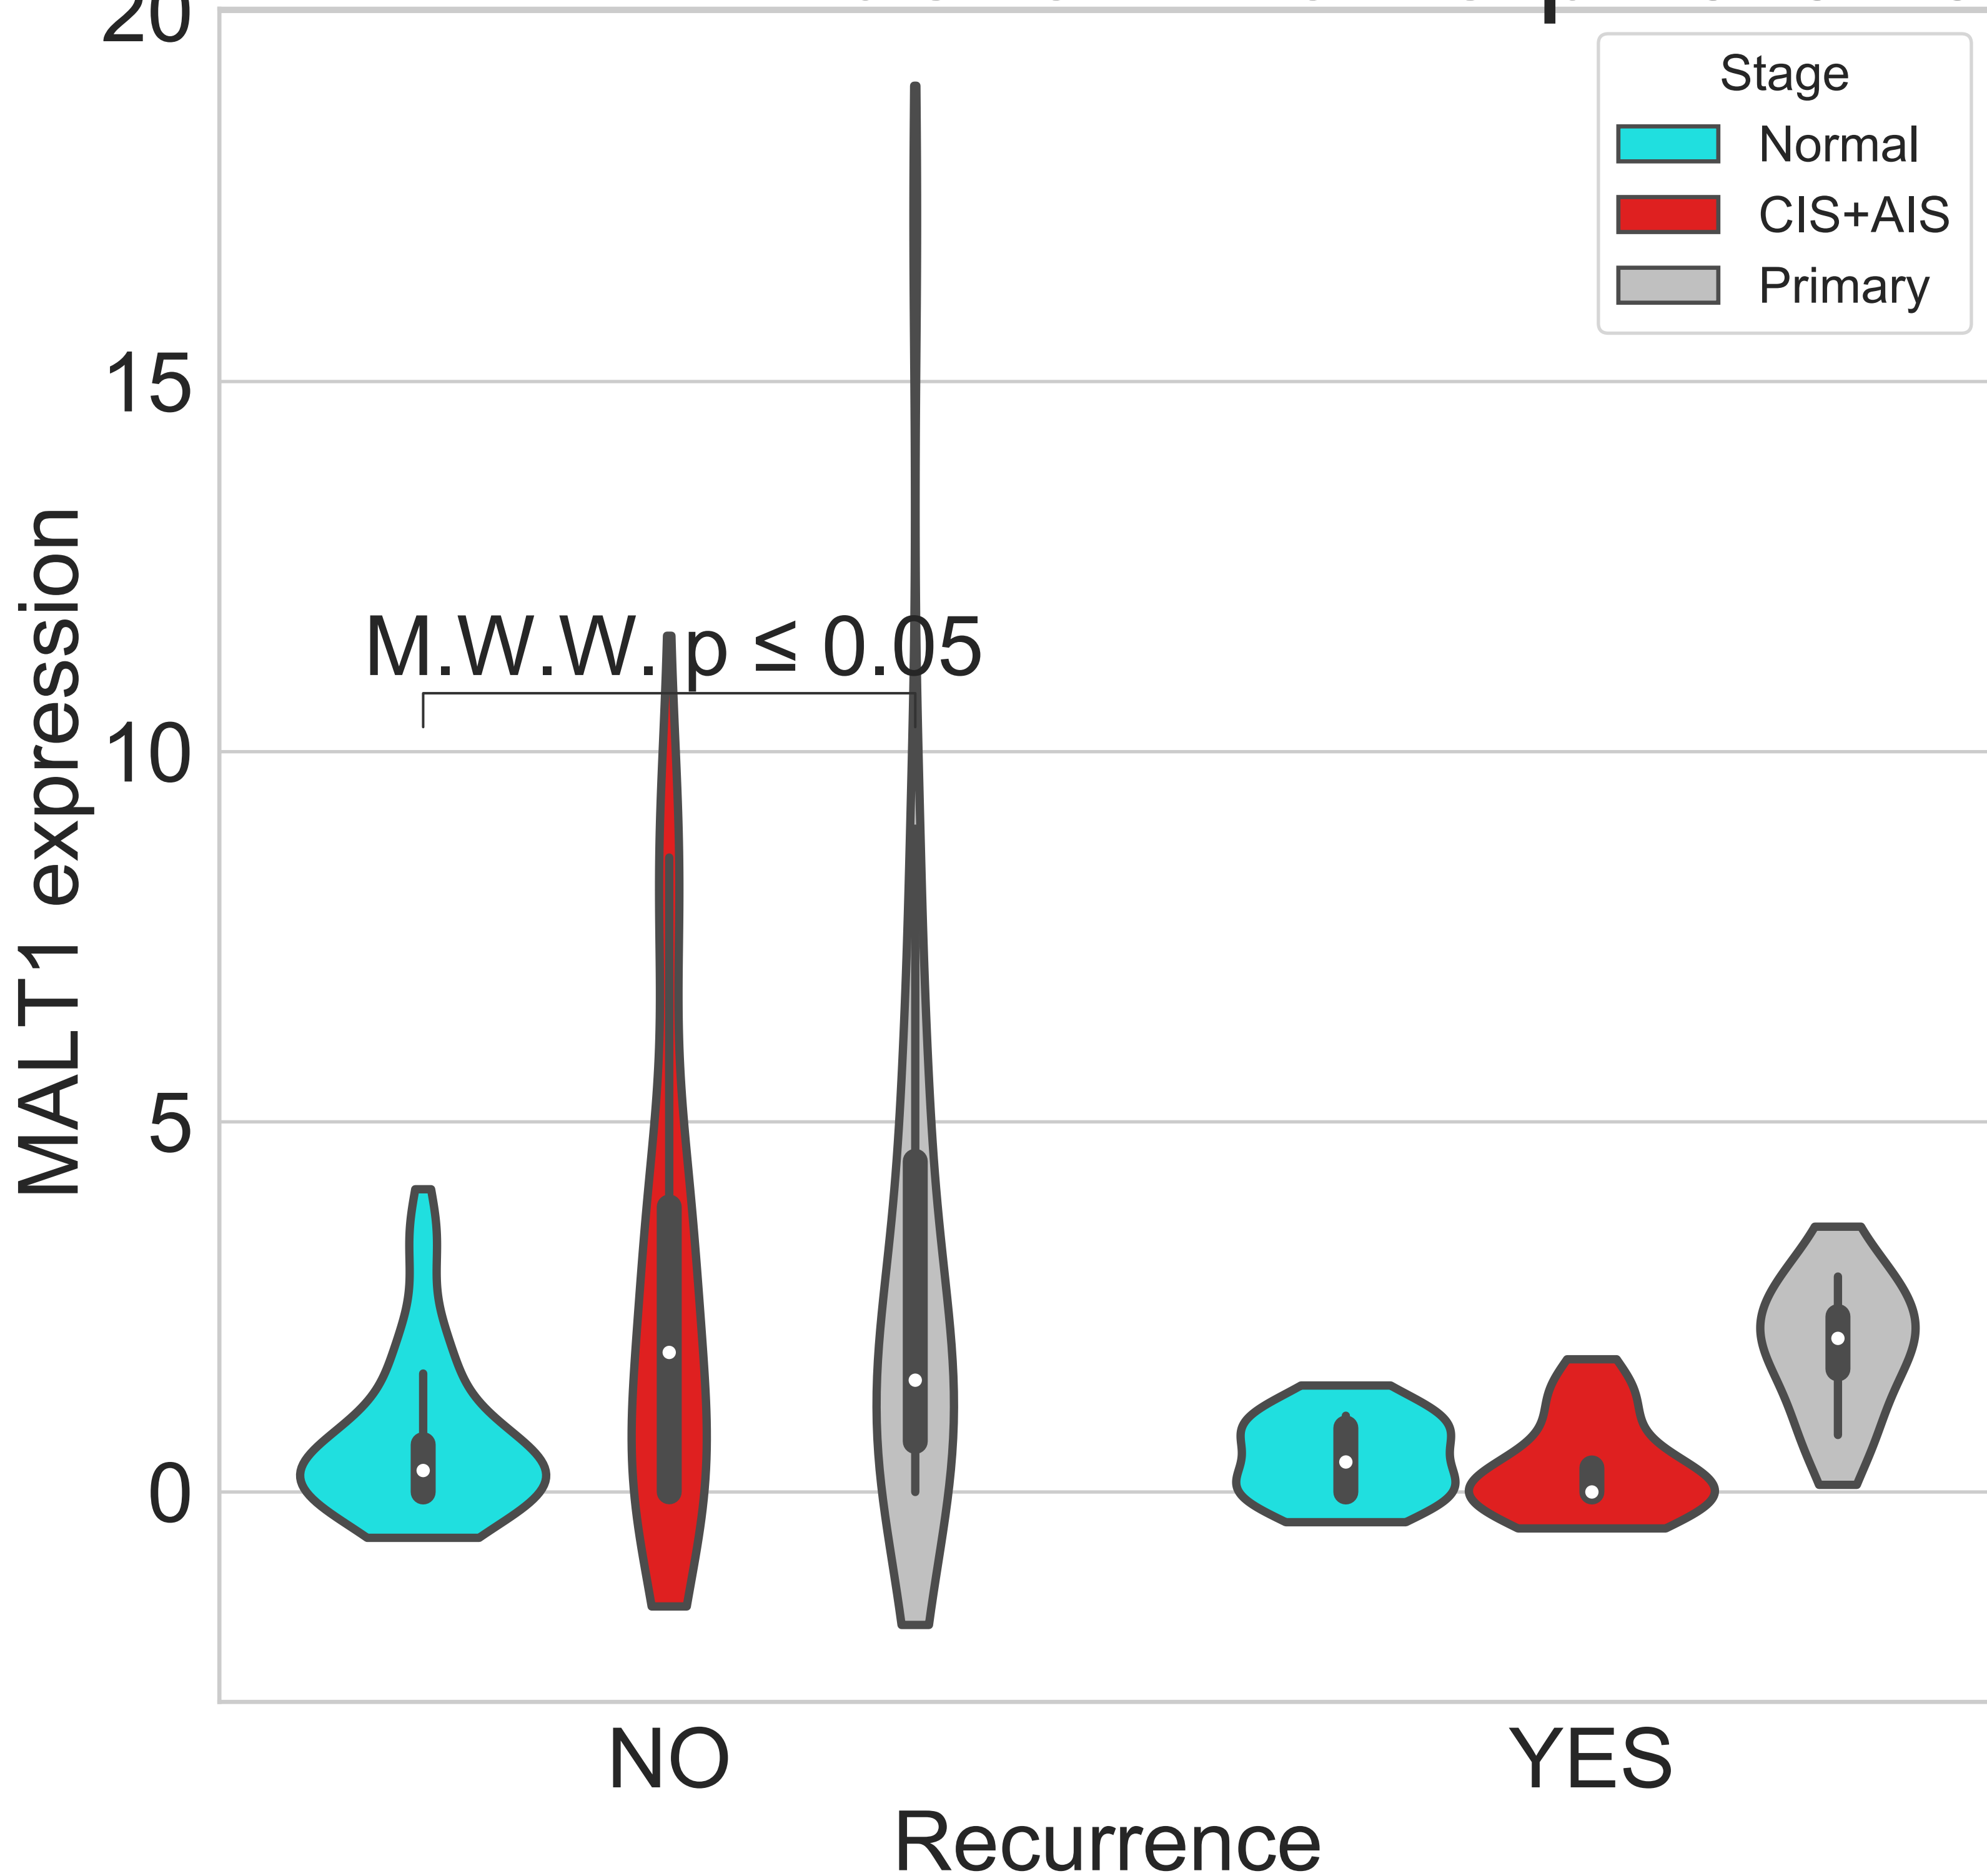 20
15
10
5
0
MALT1 expression
Stage
Normal
CIS+AIS
Primary
M.W.W. p ≤ 0.05
NO
YES
Recurrence